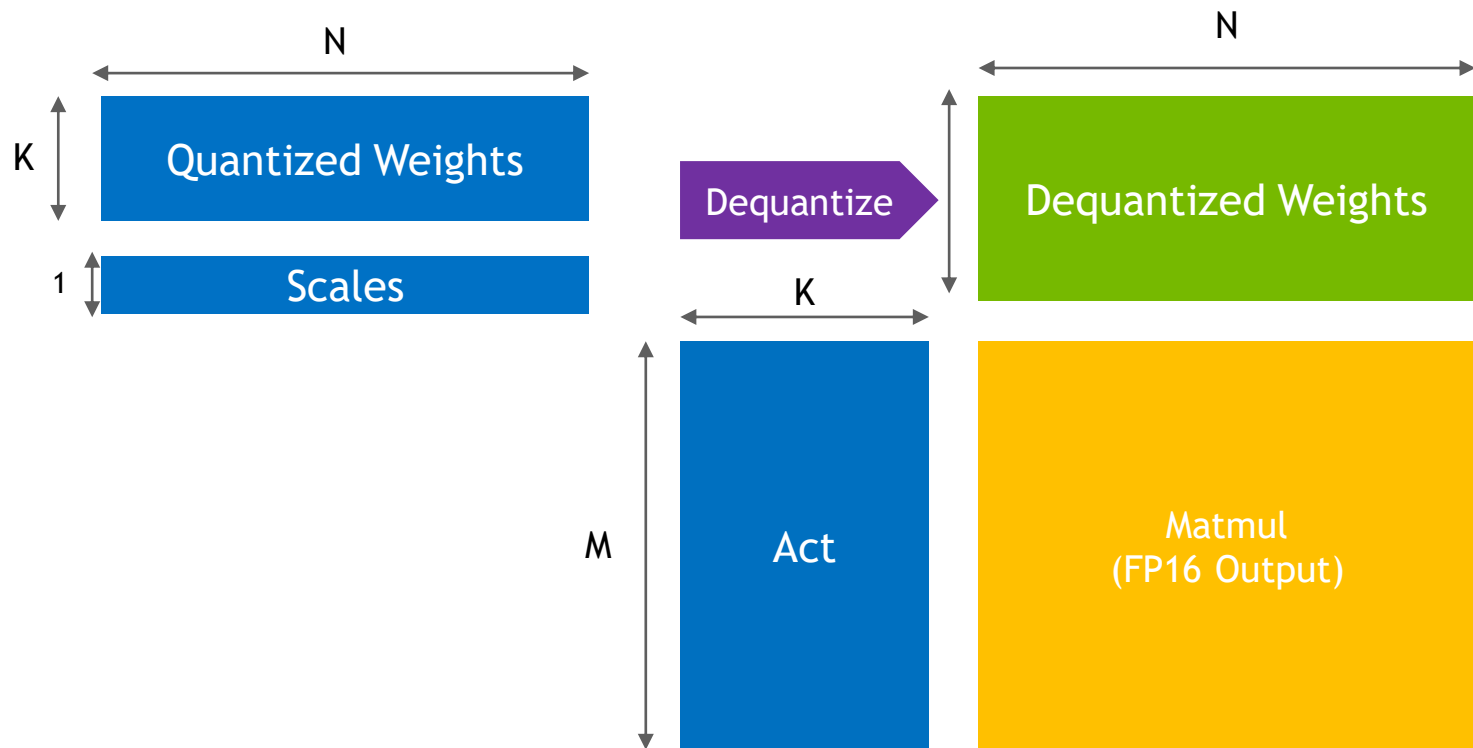 N
N
K
Quantized Weights
Dequantize
Dequantized Weights
1
Scales
K
M
Act
Matmul
(FP16 Output)